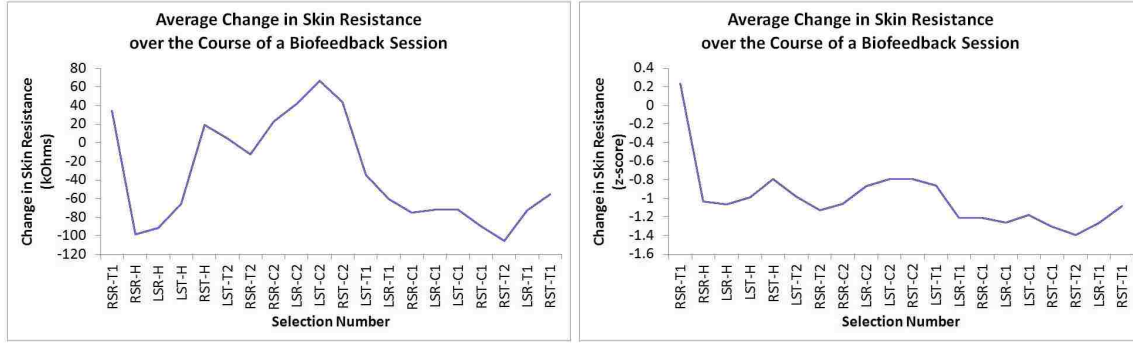 Average Change in Skin Resistance
over the Course of a Biofeedback Session
Change in Skin Resistance
(kOhms)
80
60
40
20
0
-20
-40
-60
-80
-100
-120
RSR-T1
RSR-H
LSR-H
LST-H
RST-H
LST-T2
RSR-T2
RSR-C2
LSR-C2
LST-C2
RST-C2
LST-T1
LSR-H
RSR-C1
LSR-C1
LST-C1
RST-C1
RST-T2
LSR-T1
RST-T1
Selection Number
Average Change in Skin Resistance
over the Course of a Biofeedback Session
Change in Skin Resistance
(z-score)
0.4
0.2
0
-0.2
-0.4
-0.6
-0.8
-1
-1.2
-1.4
-1.6
RSR-T1
RSR-H
LSR-H
LST-H
RST-H
LST-T2
RSR-T2
RSR-C2
LSR-C2
LST-C2
RST-C2
LST-T1
LSR-H
RSR-C1
LSR-C1
LST-C1
RST-C1
RST-T2
LSR-T1
RST-T1
Selection Number